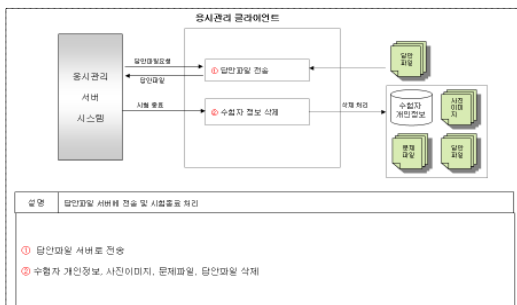 응시관리 클라이언트
응시관리
서버
시스템
답안파일요청
답안파일
시험 종료
① 답안파일 전송
② 수험자 정보 삭제
삭제 처리
답안
파일
수험자
개인정보
사진
이미
지
문제
파일
답안
파일
설명
답안파일 서버에 전송 및 시험종료 처리
① 답안파일 서버로 전송
② 수험자 개인정보, 사진이미지, 문제파일, 답안파일 삭제